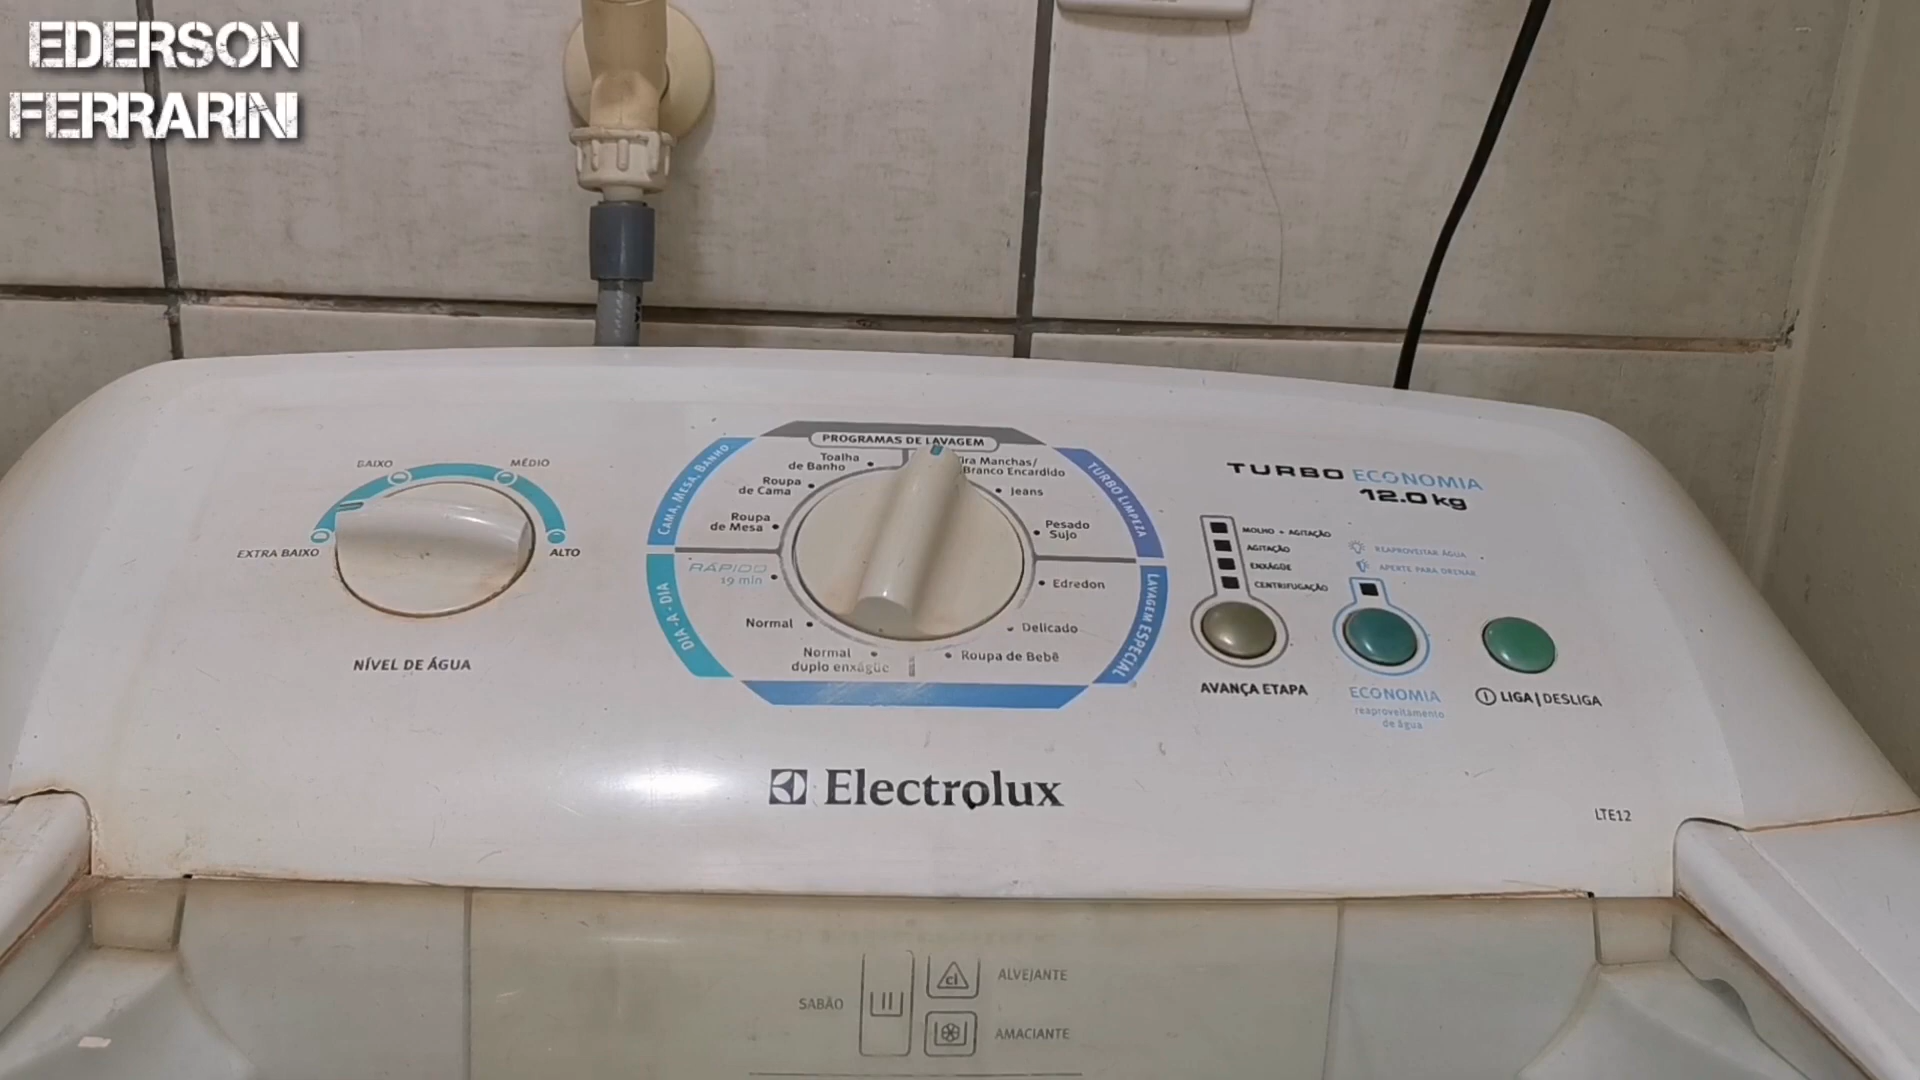 EDERSON
FERRARINI
BAIXO
MÉDIO
EXTRA BAIXO
ALTO
NÍVEL DE ÁGUA
PROGRAMAS DE LAVAGEM
CAMA, MESA, BANHO
Toalha
de Banho
Roupa
de Cama
Roupa
de Mesa
DIA-A-DIA
RÁPIDO
19 min
Normal
Normal
duplo enxágüe
ira Manchas/
Branco Encardido
Jeans
Pesado
Sujo
TURBO LIMPEZA
Edredon
Delicado
Roupa de Bebê
LAVAGEM ESPECIAL
TURBO ECONOMIA
12.0 kg
MOLHO + AGITAÇÃO
AGITAÇÃO
ENXÁGÜE
CENTRIFUGAÇÃO
REAPROVEITAR ÁGUA
APERTE PARA DRENAR
AVANÇA ETAPA
ECONOMIA
reaproveitamento
de água
LIGA|DESLIGA
Electrolux
LTE12
SABÃO
cl
ALVEJANTE
AMACIANTE